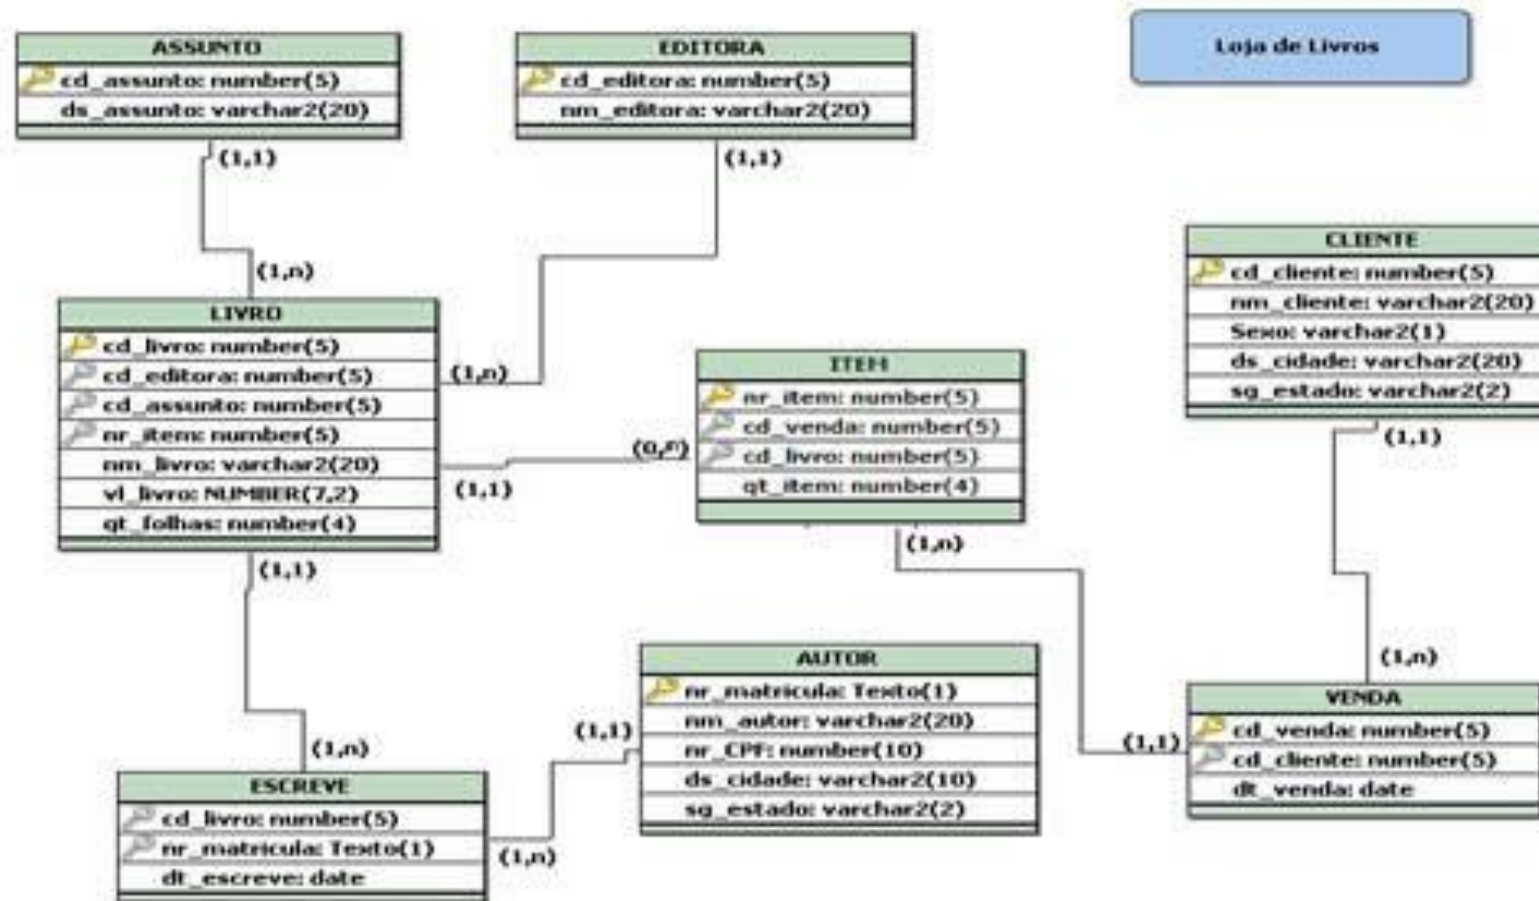 Loja de Livros
ASSUNTO
cd_assunto: number(5)
ds_assunto: varchar2(20)
(1,1)
EDITORA
cd_editora: number(5)
nm_editora: varchar2(20)
(1,1)
(1,n)
LIVRO
cd_livro: number(5)
cd_editora: number(5)
cd_assunto: number(5)
nr_item: number(5)
nm_livro: varchar2(20)
vl_livro: NUMBER(7,2)
qt_folhas: number(4)
(1,n)
(1,1)
(0,n)
(1,1)
ITEM
nr_item: number(5)
cd_venda: number(5)
cd_livro: number(5)
qt_item: number(4)
(1,n)
CLIENTE
cd_cliente: number(5)
nm_cliente: varchar2(20)
Sexo: varchar2(1)
ds_cidade: varchar2(20)
sg_estado: varchar2(2)
(1,1)
(1,n)
AUTOR
nr_matricula: Texto(1)
nm_autor: varchar2(20)
nr_CPF: number(10)
ds_cidade: varchar2(10)
sg_estado: varchar2(2)
(1,1)
(1,1)
VENDA
cd_venda: number(5)
cd_cliente: number(5)
dt_venda: date
(1,n)
ESCREVE
cd_livro: number(5)
nr_matricula: Texto(1)
dt_escreve: date
(1,n)